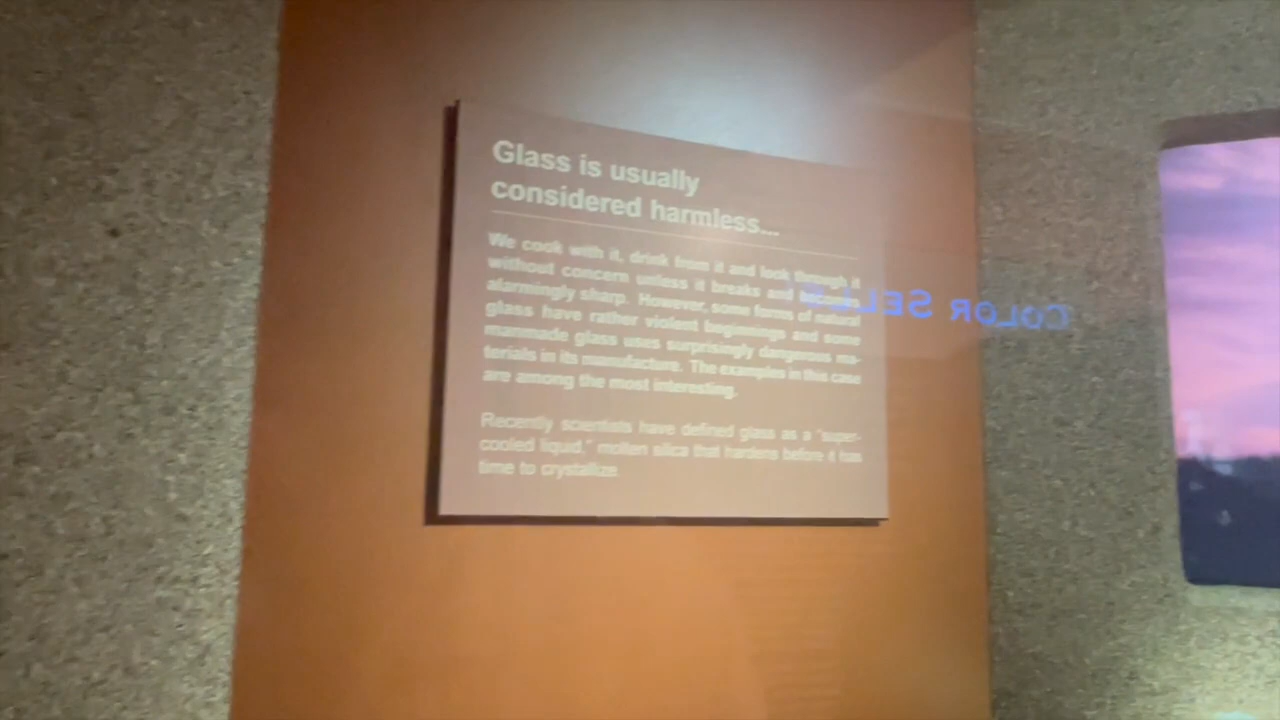 Glass is usually
considered harmless...
We cook with it, drink from it and look through it
without concern unless it breaks and becomes
alarmingly sharp. However, some forms of natural
glass have rather violent beginnings and some
manmade glass uses surprisingly dangerous ma-
terials in its manufacture. The examples in this case
are among the most interesting.
Recently scientists have defined glass as a "super-
cooled liquid," molten silica that hardens before it has
time to crystallize.
COLOR SELLS